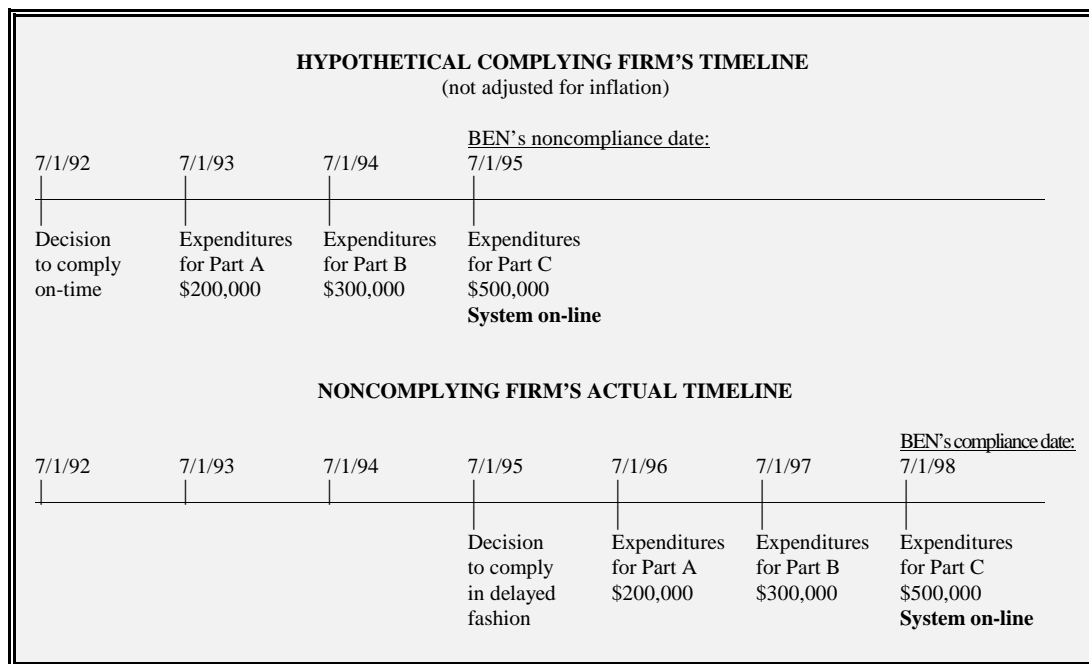 HYPOTHETICAL COMPLYING FIRM'S TIMELINE
(not adjusted for inflation)
BEN's noncompliance date:
7/1/92 7/1/93 7/1/94 7/1/95
Decision Expenditures Expenditures Expenditures
to comply for Part A for Part B for Part C
on-time $200,000 $300,000 $500,000
System on-line
NONCOMPLYING FIRM'S ACTUAL TIMELINE
BEN's compliance date:
7/1/92 7/1/93 7/1/94 7/1/95 7/1/96 7/1/97 7/1/98
Decision Expenditures Expenditures Expenditures
to comply for Part A for Part B for Part C
in delayed $200,000 $300,000 $500,000
fashion System on-line